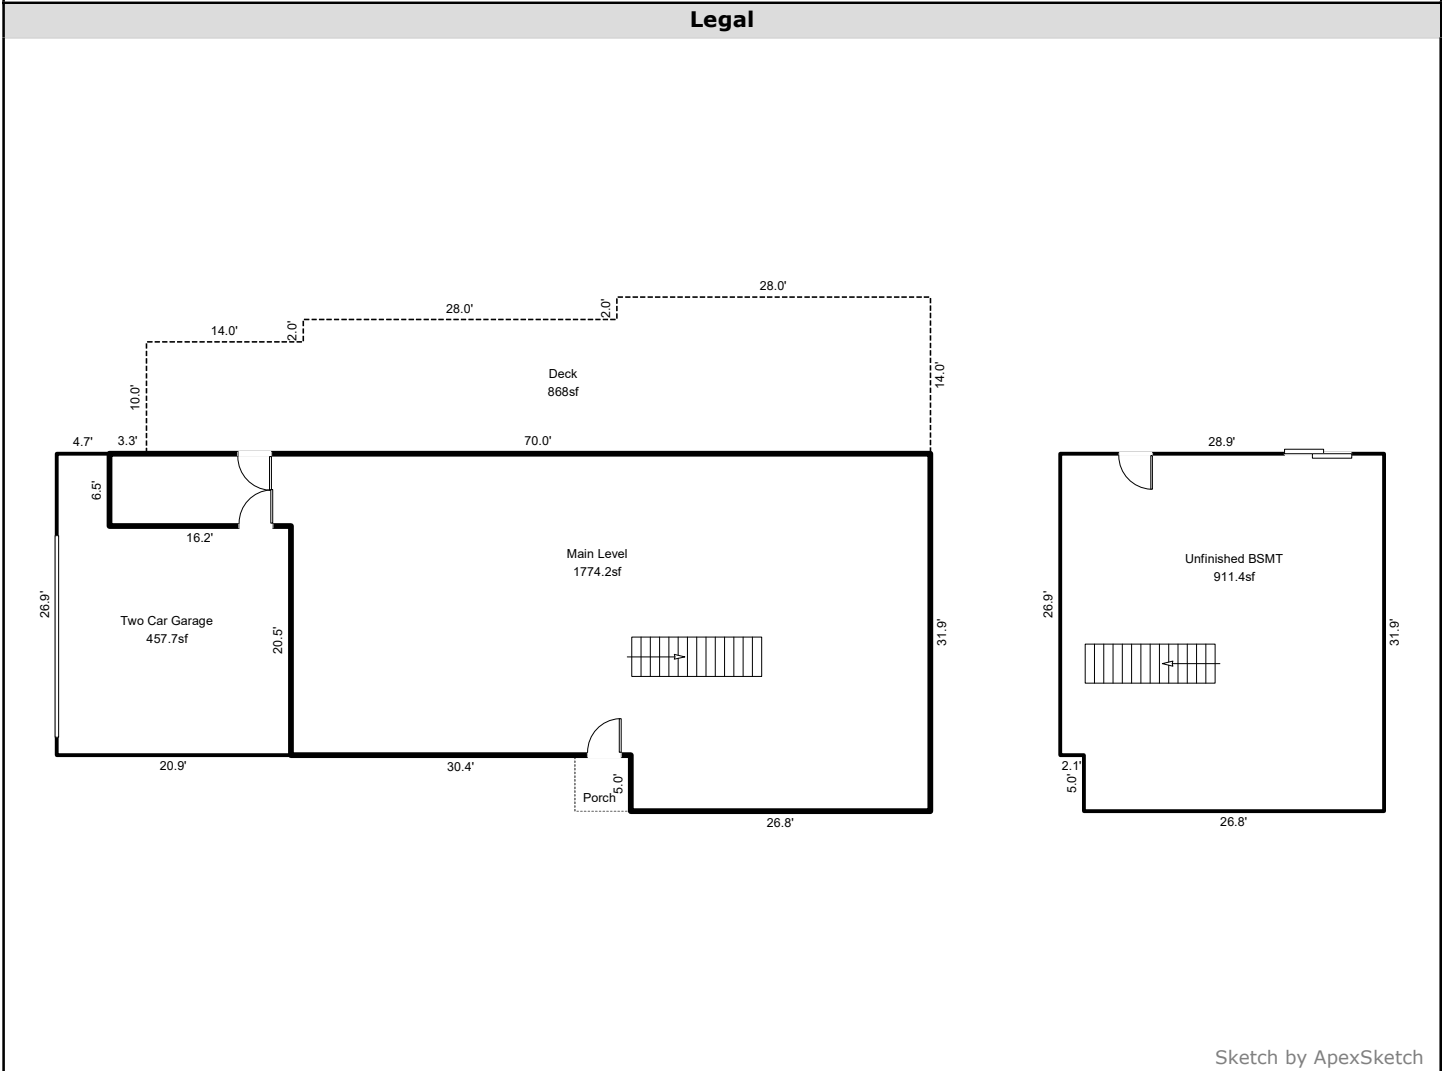 Legal
28.0'
28.0'
2.0'
14.0'
2.0'
Deck
868sf
14.0'
10.0'
4.7'
3.3'
70.0'
28.9'
6.5'
16.2'
Main Level
1774.2sf
Unfinished BSMT
911.4sf
26.9'
Two Car Garage
457.7sf
20.5'
31.9'
26.9'
31.9'
20.9'
30.4'
5.0'
Porch
26.8'
2.1'
5.0'
26.8'
Sketch by ApexSketch